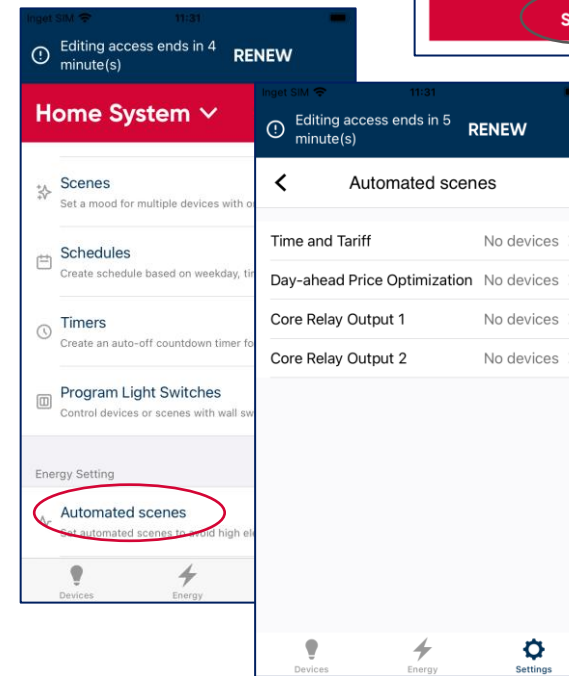 Inget SIM 11:31
Editing access ends in 4
minute(s)
RENEW
Home System
Scenes
Set a mood for multiple devices with
Schedules
Create schedule based on weekday,
Timers
Create an auto-off countdown timer
Program Light Switches
Control devices or scenes with wall
Energy Setting
Automated scenes
Set automated scenes to avoid high
Devices Energy
Inget SIM 11:31
Editing access ends in 5
minute(s)
RENEW
Automated scenes
Time and Tariff No devices
Day-ahead Price Optimization No devices
Core Relay Output 1 No devices
Core Relay Output 2 No devices
Devices Energy Settings